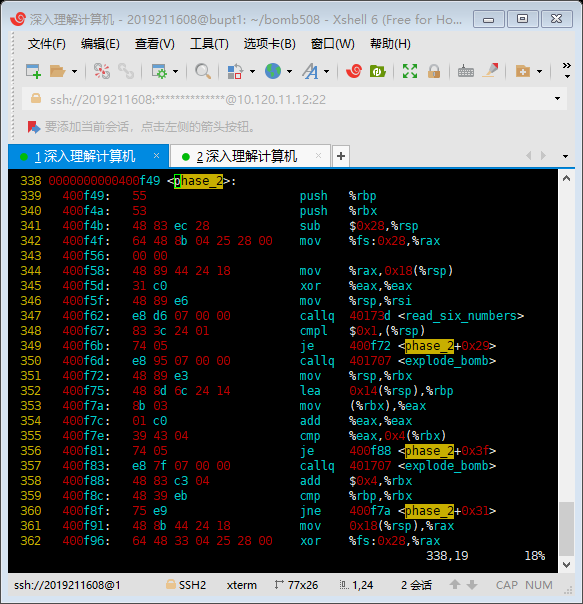 深入理解计算机 - 2019211608@bupt1: ~/bomb508 - Xshell 6 (Free for Ho...
文件(F) 编辑(E) 查看(V) 工具(T) 选项卡(B) 窗口(W) 帮助(H)
ssh://2019211608:**************@10.120.11.12:22
要添加当前会话，点击左侧的箭头按钮。
1 深入理解计算机 × 2 深入理解计算机 × +
338 0000000000400f49 <phase_2>:
339 400f49: 55 push %rbp
340 400f4a: 53 push %rbx
341 400f4b: 48 83 ec 28 sub $0x28,%rsp
342 400f4f: 64 48 8b 04 25 28 00 mov %fs:0x28,%rax
343 400f56: 00 00
344 400f58: 48 89 44 24 18 mov %rax,0x18(%rsp)
345 400f5d: 31 c0 xor %eax,%eax
346 400f5f: 48 89 e6 mov %rsp,%rsi
347 400f62: e8 d6 07 00 00 callq 40173d <read_six_numbers>
348 400f67: 83 3c 24 01 cmpl $0x1,(%rsp)
349 400f6b: 74 05 je 400f72 <phase_2+0x29>
350 400f6d: e8 95 07 00 00 callq 401707 <explode_bomb>
351 400f72: 48 89 e3 mov %rsp,%rbx
352 400f75: 48 8d 6c 24 14 lea 0x14(%rsp),%rbp
353 400f7a: 8b 03 mov (%rbx),%eax
354 400f7c: 01 c0 add %eax,%eax
355 400f7e: 39 43 04 cmp %eax,0x4(%rbx)
356 400f81: 74 05 je 400f88 <phase_2+0x3f>
357 400f83: e8 7f 07 00 00 callq 401707 <explode_bomb>
358 400f88: 48 83 c3 04 add $0x4,%rbx
359 400f8c: 48 39 eb cmp %rbp,%rbx
360 400f8f: 75 e9 jne 400f7a <phase_2+0x31>
361 400f91: 48 8b 44 24 18 mov 0x18(%rsp),%rax
362 400f96: 64 48 33 04 25 28 00 xor %fs:0x28,%rax
338,19 18%
ssh://2019211608@1 SSH2 xterm 77x26 1,24 2 会话 CAP NUM